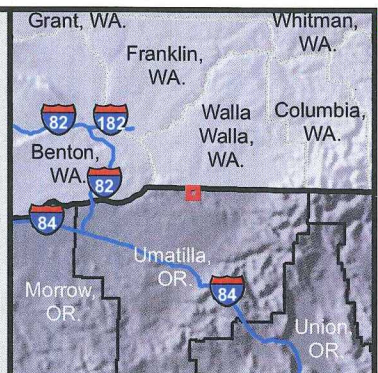 Grant, WA.
Whitman,
WA.
Franklin,
WA.
82
182
Walla
Walla,
WA.
Columbia,
WA.
Benton,
WA.
82
84
Umatilla,
OR.
84
Morrow,
OR.
Union,
OR.